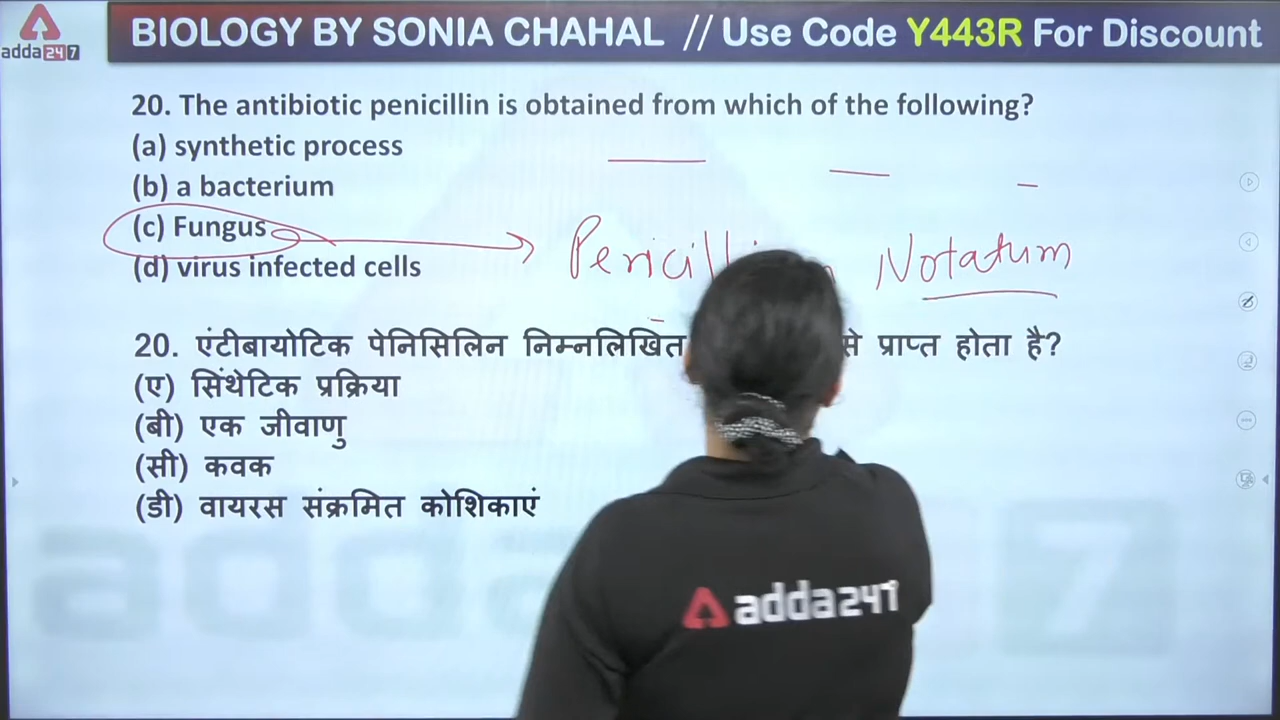 BIOLOGY BY SONIA CHAHAL // Use Code Y443R For Discount
adda247
20. The antibiotic penicillin is obtained from which of the following?
(a) synthetic process
(b) a bacterium
(c) Fungus
(d) virus infected cells
Notatum
20. एंटीबायोटिक पेनिसिलिन निम्नलिखित से प्राप्त होता है?
(ए) सिंथेटिक प्रक्रिया
(बी) एक जीवाणु
(सी) कवक
(डी) वायरस संक्रमित कोशिकाएं
adda247